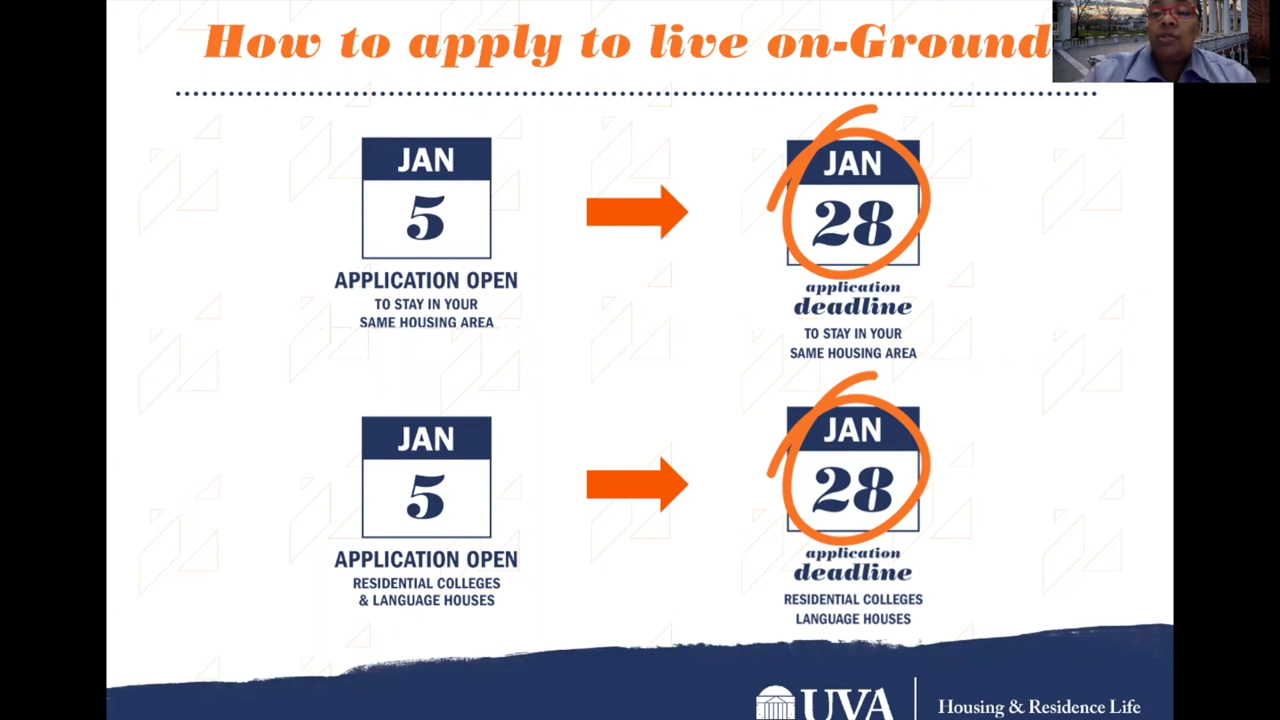 How to apply to live on-Ground
JAN
5
APPLICATION OPEN
TO STAY IN YOUR
SAME HOUSING AREA
JAN
28
application
deadline
TO STAY IN YOUR
SAME HOUSING AREA
JAN
5
APPLICATION OPEN
RESIDENTIAL COLLEGES
& LANGUAGE HOUSES
JAN
28
application
deadline
RESIDENTIAL COLLEGES
LANGUAGE HOUSES
UVA
Housing & Residence Life